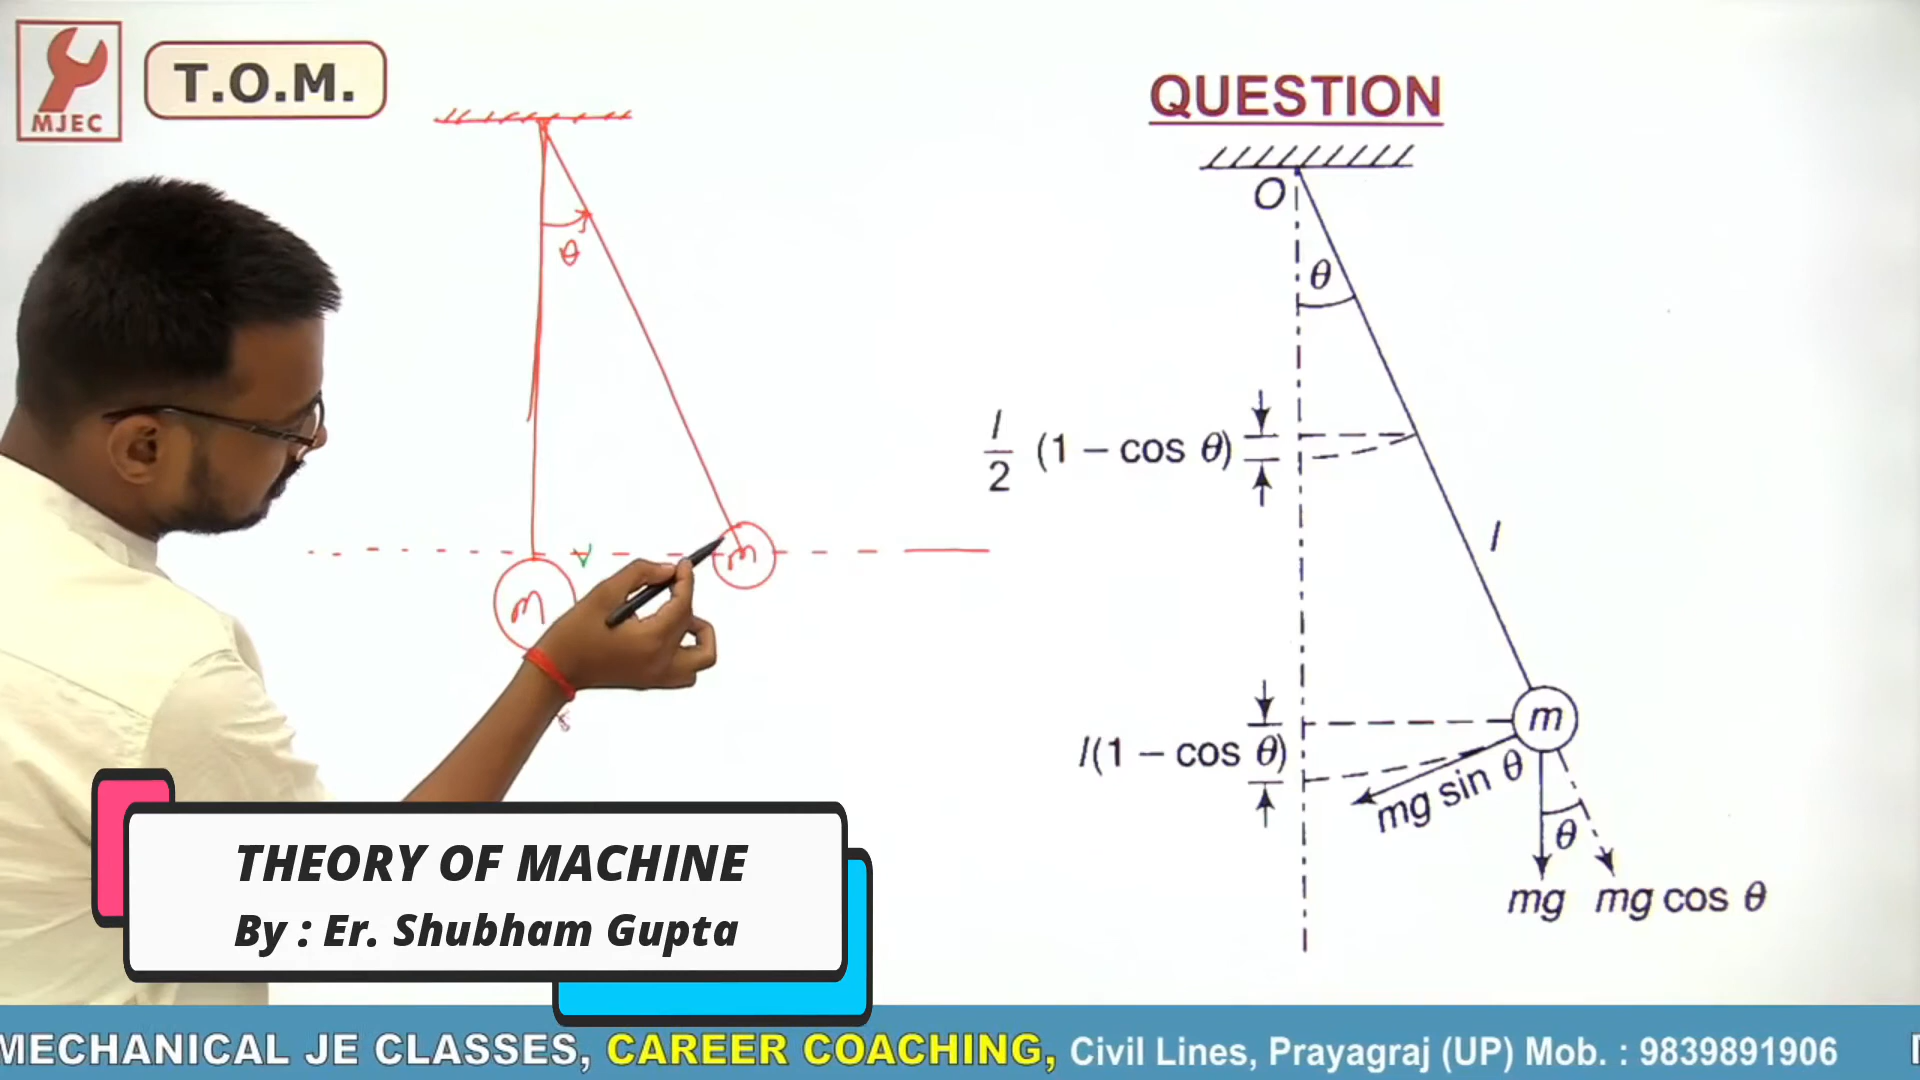 MJEC
T.O.M.
θ
m
m
QUESTION
O
θ
l/2 (1 – cos θ)
l
m
l(1 – cos θ)
mg sin θ
θ
mg mg cos θ
THEORY OF MACHINE
By : Er. Shubham Gupta
MECHANICAL JE CLASSES, CAREER COACHING, Civil Lines, Prayagraj (UP) Mob. : 9839891906